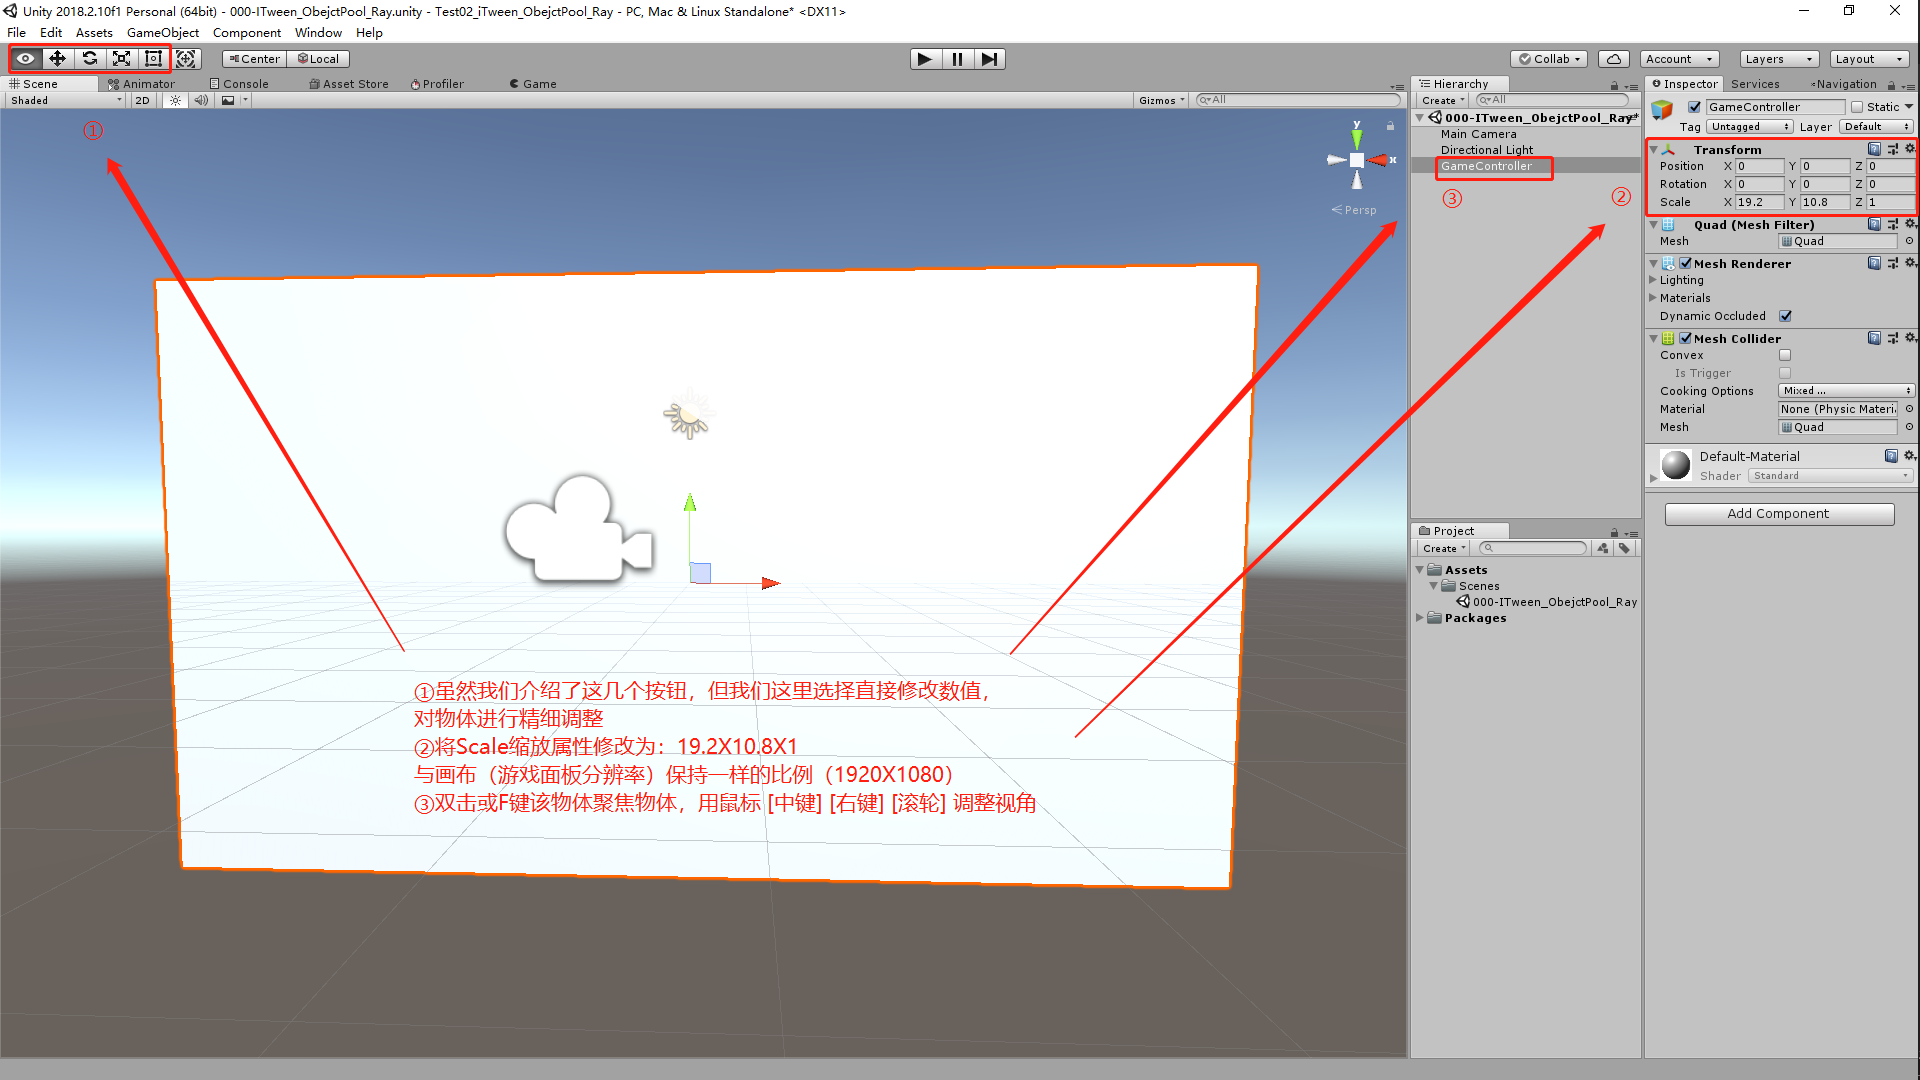 Unity 2018.2.10f1 Personal (64bit) - 000-ITween_ObejctPool_Ray.unity - Test02_iTween_ObejctPool_Ray - PC, Mac & Linux Standalone* <DX11>
File Edit Assets GameObject Component Window Help
Center Local Collab Account Layers Layout
Scene Animator Console Asset Store Profiler Game
Shaded 2D Gizmos All
①
y
x
Persp
①虽然我们介绍了这几个按钮，但我们这里选择直接修改数值，
对物体进行精细调整
②将Scale缩放属性修改为：19.2X10.8X1
与画布（游戏面板分辨率）保持一样的比例（1920X1080）
③双击或F键该物体聚焦物体，用鼠标 [中键] [右键] [滚轮] 调整视角
Hierarchy
Create All
000-ITween_ObejctPool_Ray*
Main Camera
Directional Light
GameController
③
②
Project
Create
Assets
Scenes
000-ITween_ObejctPool_Ray
Packages
Inspector Services Navigation
GameController Static
Tag Untagged Layer Default
Transform
Position X 0 Y 0 Z 0
Rotation X 0 Y 0 Z 0
Scale X 19.2 Y 10.8 Z 1
Quad (Mesh Filter)
Mesh Quad
Mesh Renderer
Lighting
Materials
Dynamic Occluded
Mesh Collider
Convex
Is Trigger
Cooking Options Mixed ...
Material None (Physic Materi
Mesh Quad
Default-Material
Shader Standard
Add Component